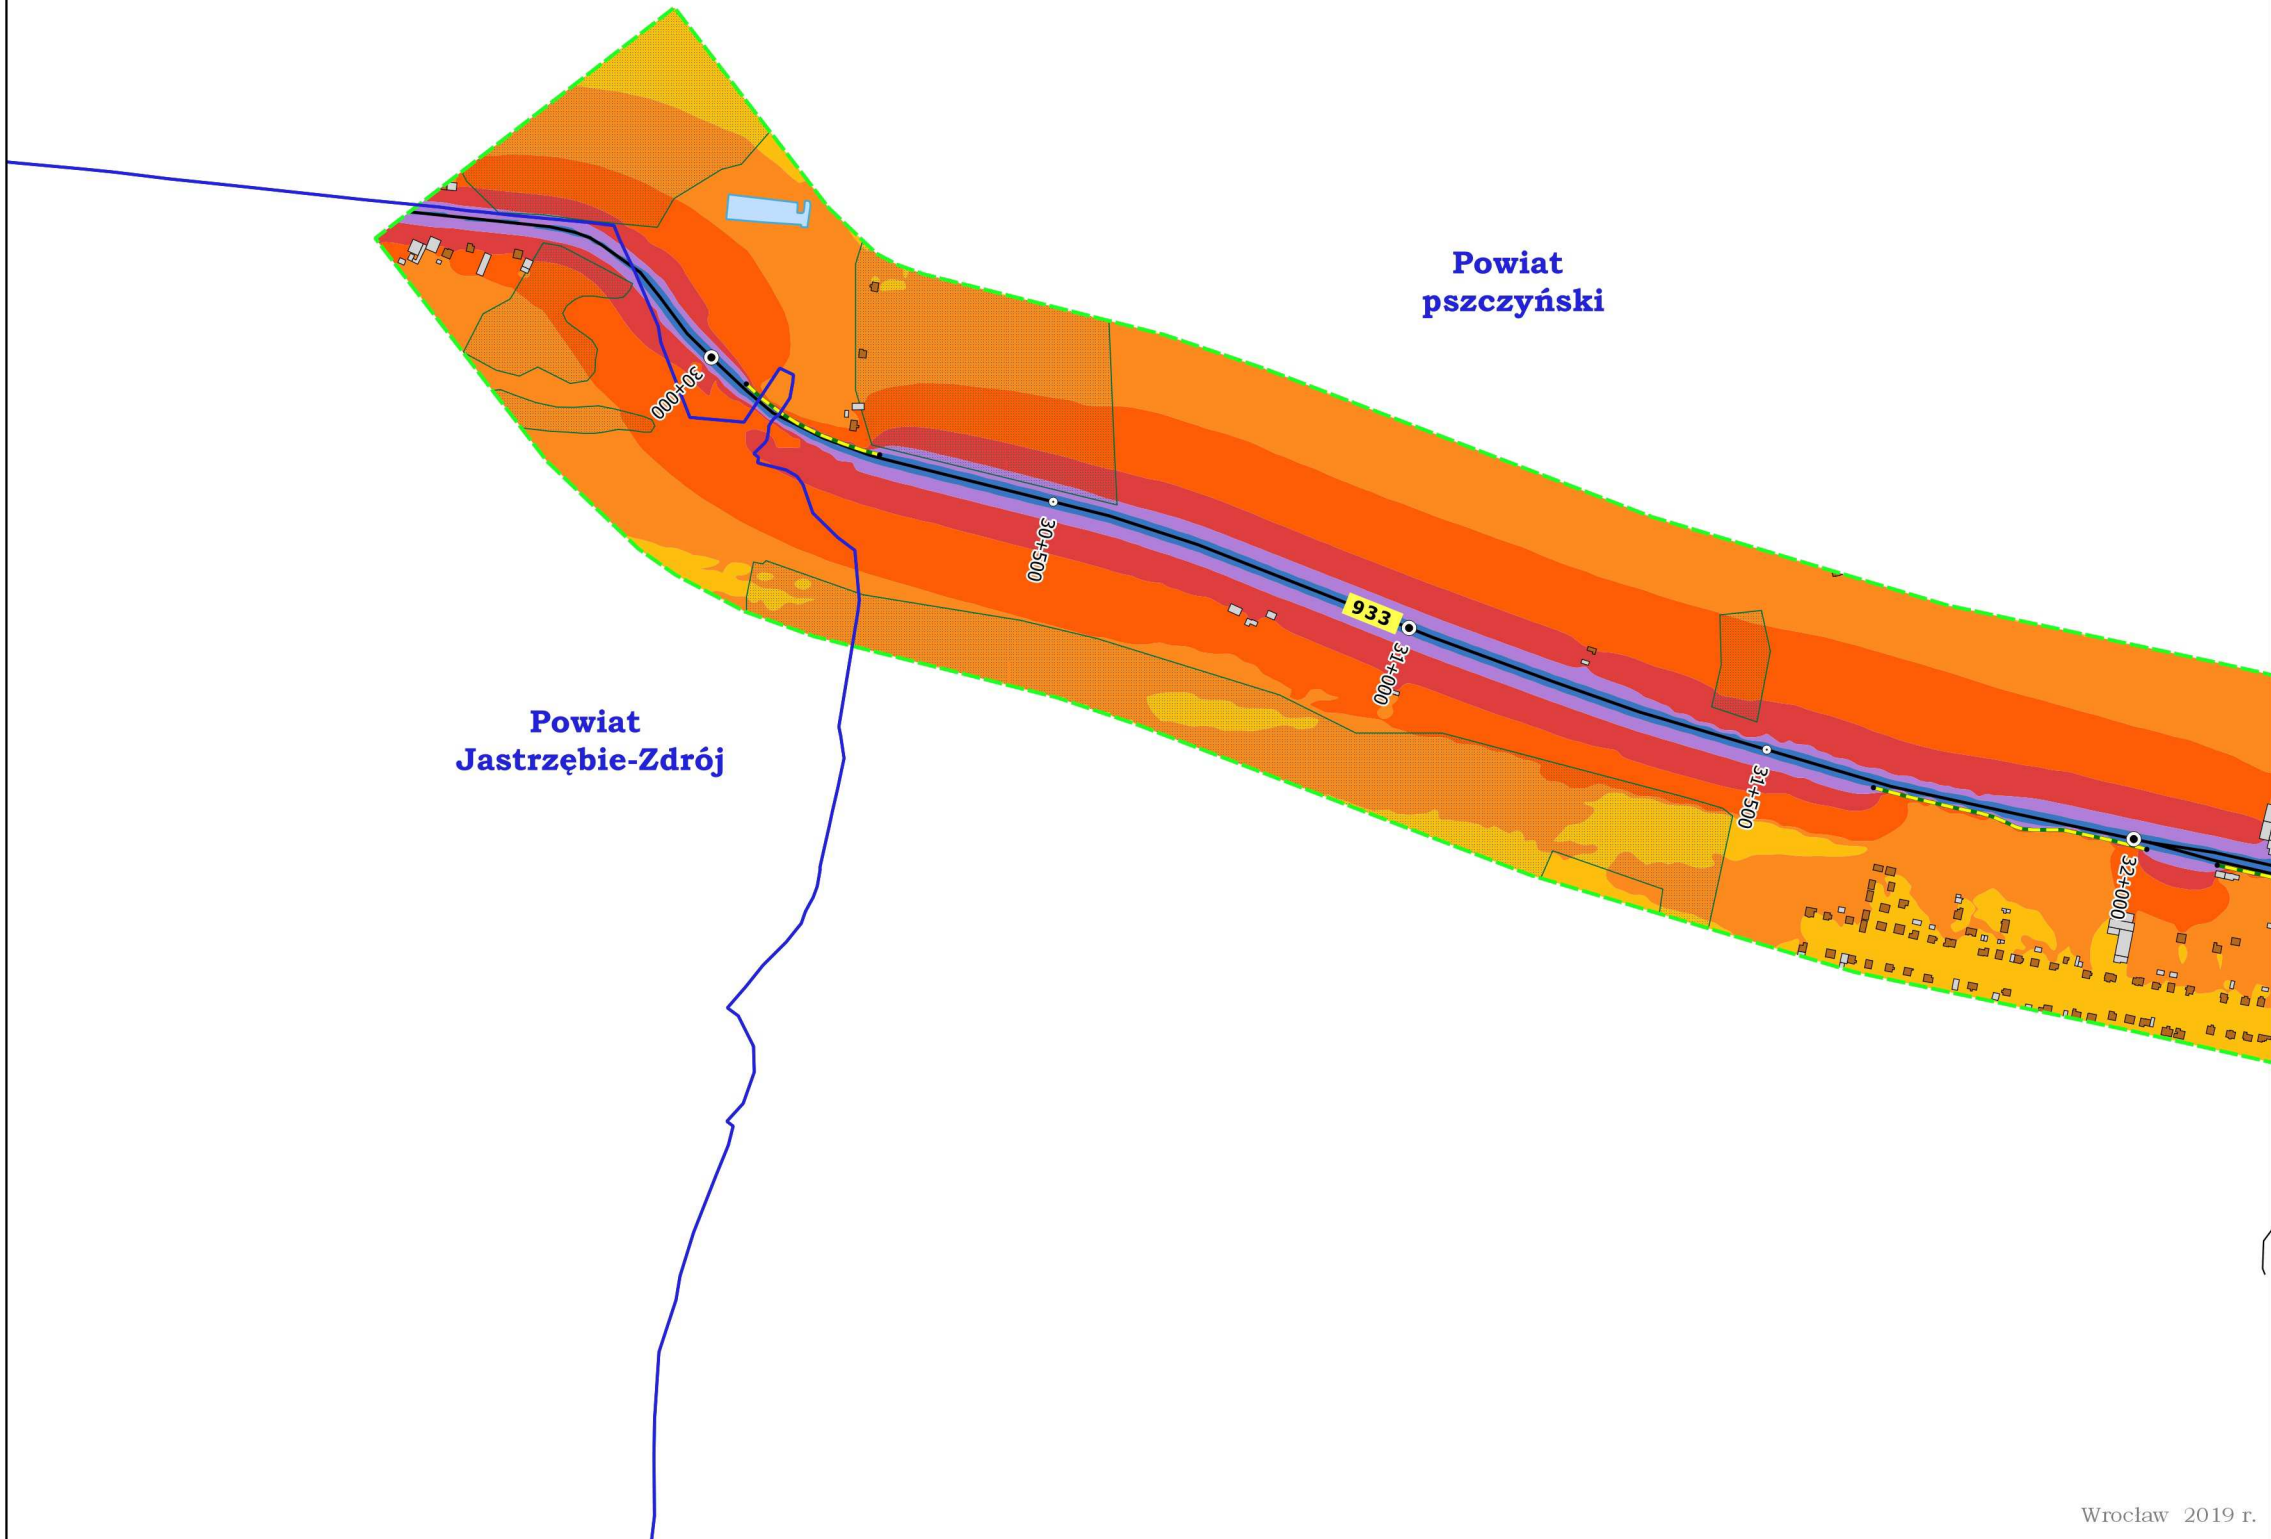 Powiat
pszczyński
30+000
30+500
933
31+000
Powiat
Jastrzębie-Zdrój
31+500
32+000
Wrocław 2019 r.